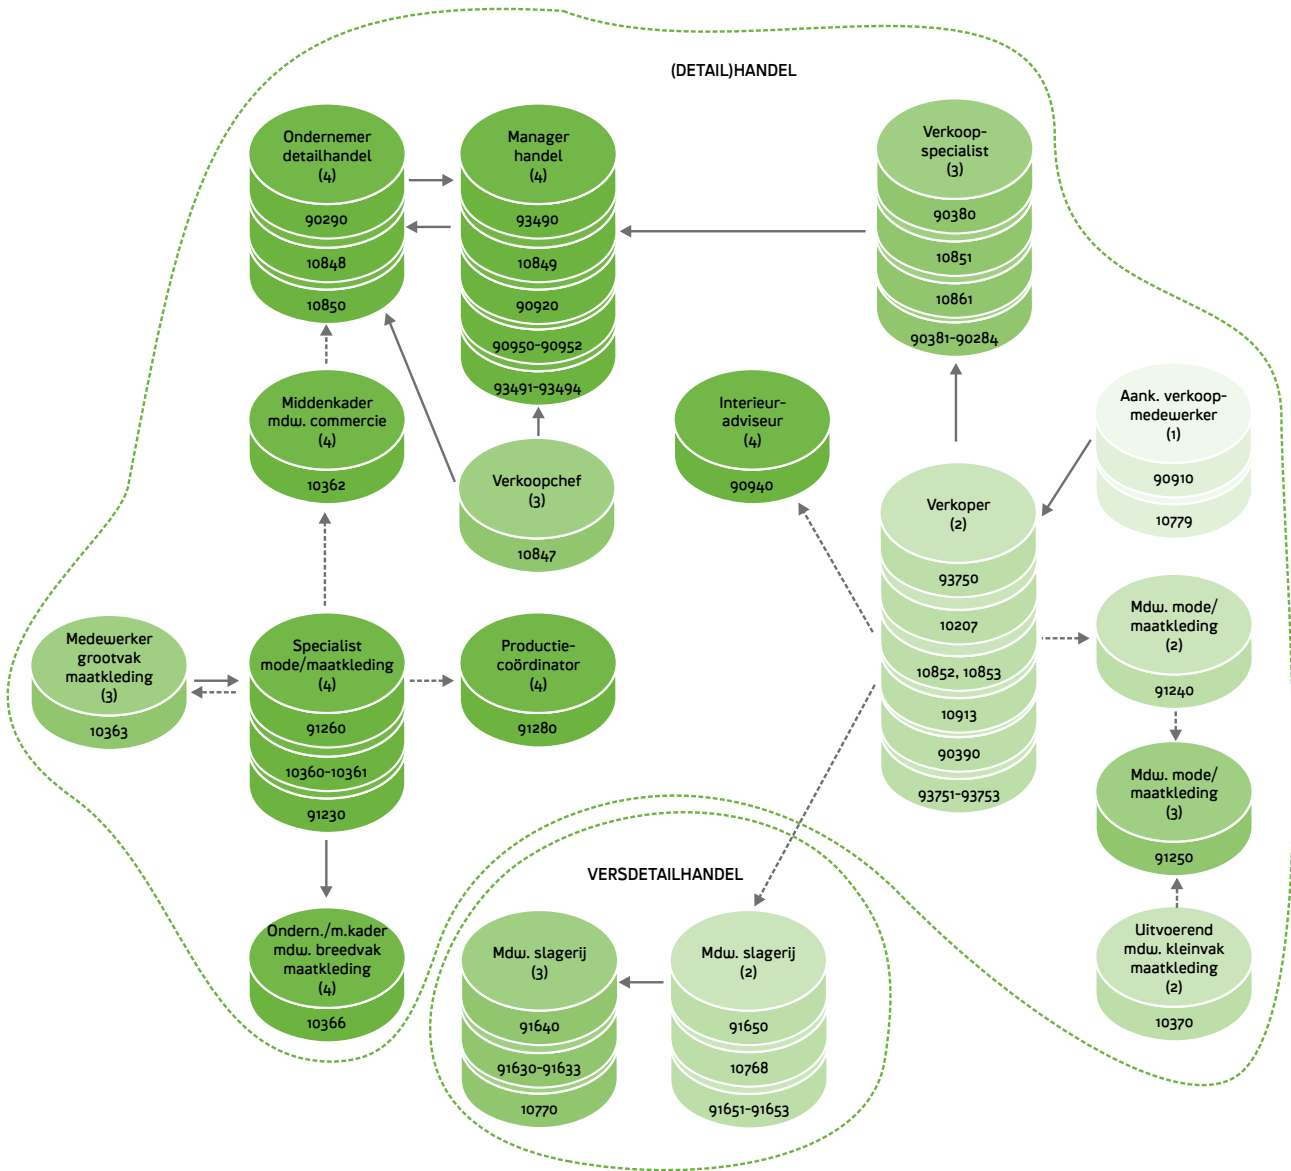 (DETAIL)HANDEL
Ondernemer
detailhandel
(4)
90290
10848
10850
Manager
handel
(4)
93490
10849
90920
90950-90952
93491-93494
Verkoop-
specialist
(3)
90380
10851
10861
90381-90284
Middenkader
mdw. commercie
(4)
10362
Verkoopchef
(3)
10847
Interieur-
adviseur
(4)
90940
Aank. verkoop-
medewerker
(1)
90910
10779
Verkoper
(2)
93750
10207
10852, 10853
10913
90390
93751-93753
Medewerker
grootvak
maatkleding
(3)
10363
Specialist
mode/maatkleding
(4)
91260
10360-10361
91230
Productie-
coördinator
(4)
91280
Mdw. mode/
maatkleding
(2)
91240
Mdw. mode/
maatkleding
(3)
91250
Ondern./m.kader
mdw. breedvak
maatkleding
(4)
10366
Uitvoerend
mdw. kleinvak
maatkleding
(2)
10370
VERSDETAILHANDEL
Mdw. slagerij
(3)
91640
91630-91633
10770
Mdw. slagerij
(2)
91650
10768
91651-91653